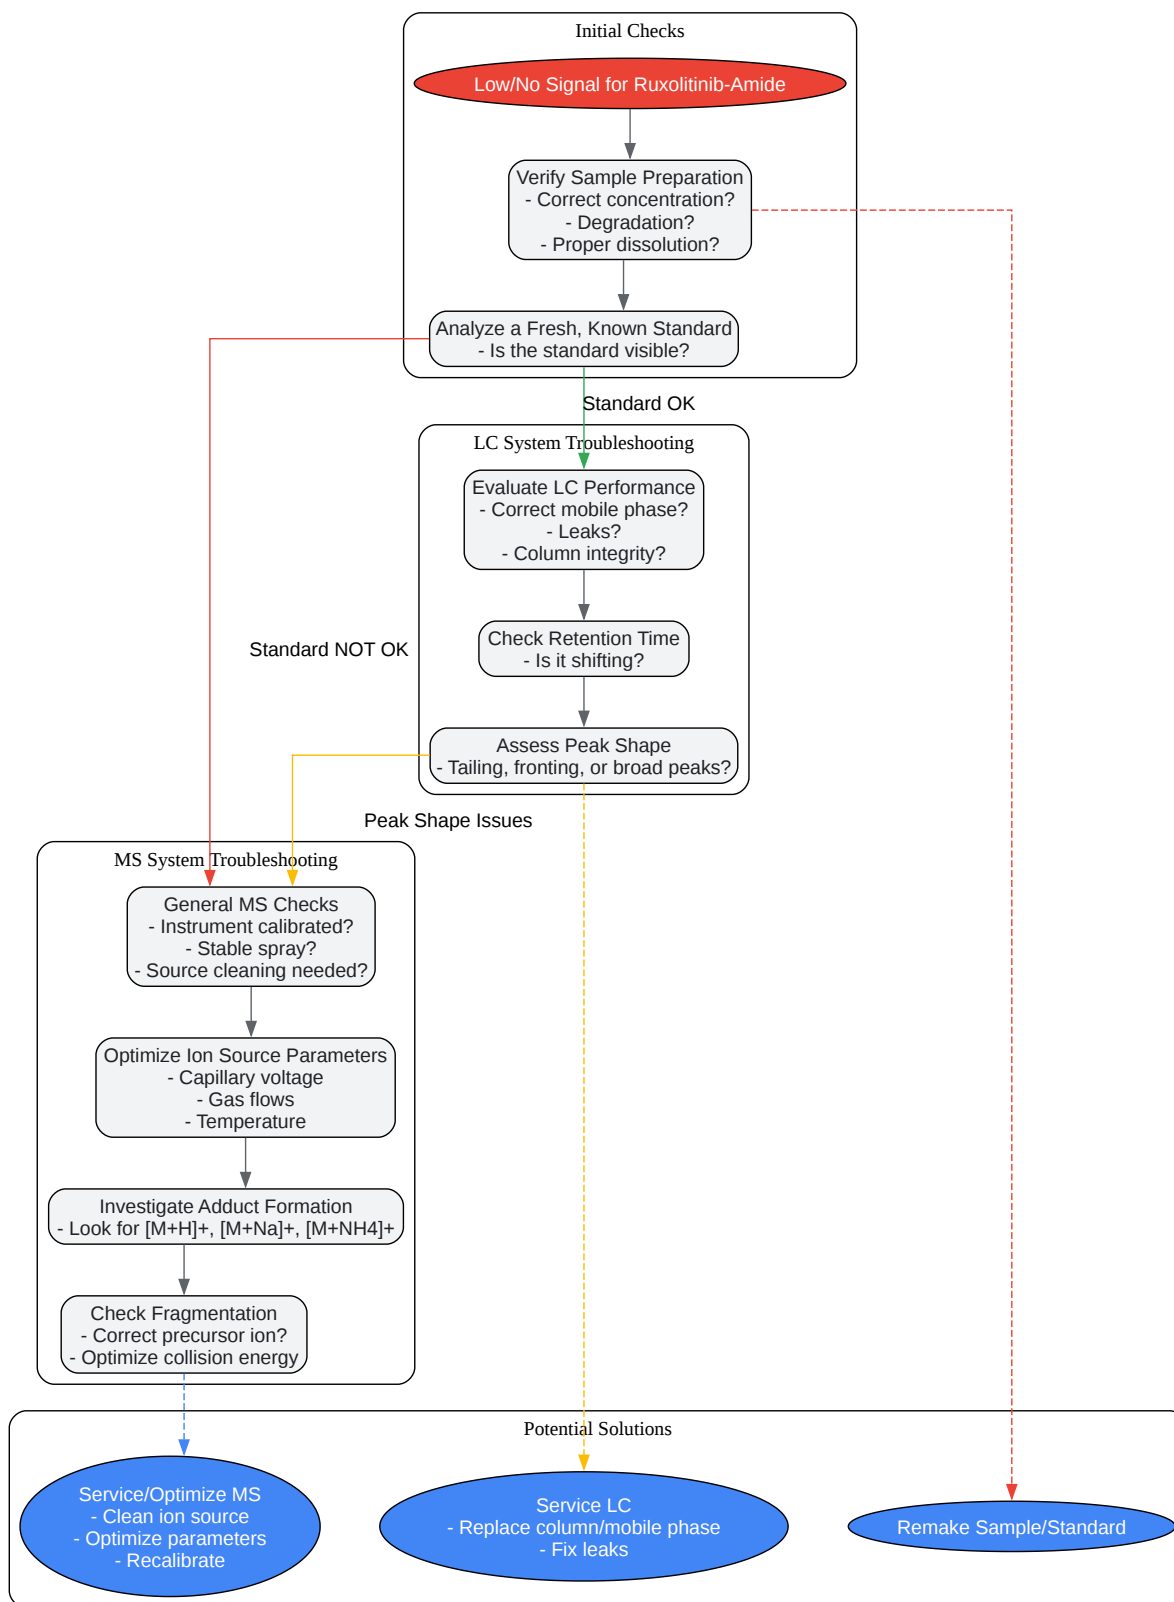 Initial Checks
Low/No Signal for Ruxolitinib-Amide
Verify Sample Preparation
- Correct concentration?
- Degradation?
- Proper dissolution?
Analyze a Fresh, Known Standard
- Is the standard visible?
Standard OK
LC System Troubleshooting
Evaluate LC Performance
- Correct mobile phase?
- Leaks?
- Column integrity?
Check Retention Time
- Is it shifting?
Standard NOT OK
Assess Peak Shape
- Tailing, fronting, or broad peaks?
Peak Shape Issues
MS System Troubleshooting
General MS Checks
- Instrument calibrated?
- Stable spray?
- Source cleaning needed?
Optimize Ion Source Parameters
- Capillary voltage
- Gas flows
- Temperature
Investigate Adduct Formation
- Look for [M+H]+, [M+Na]+, [M+NH4]+
Check Fragmentation
- Correct precursor ion?
- Optimize collision energy
Potential Solutions
Service/Optimize MS
- Clean ion source
- Optimize parameters
- Recalibrate
Service LC
- Replace column/mobile phase
- Fix leaks
Remake Sample/Standard